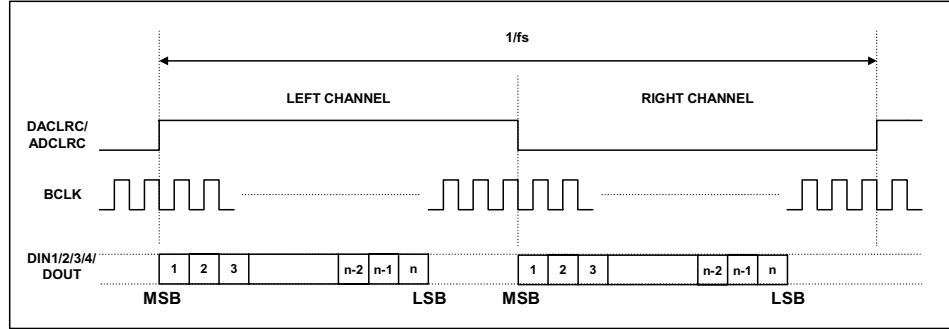 1/fs
LEFT CHANNEL RIGHT CHANNEL
DACLRC/
ADCLRC
BCLK
DIN1/2/3/4/
DOUT
1 2 3 n-2 n-1 n 1 2 3 n-2 n-1 n
MSB LSB MSB LSB